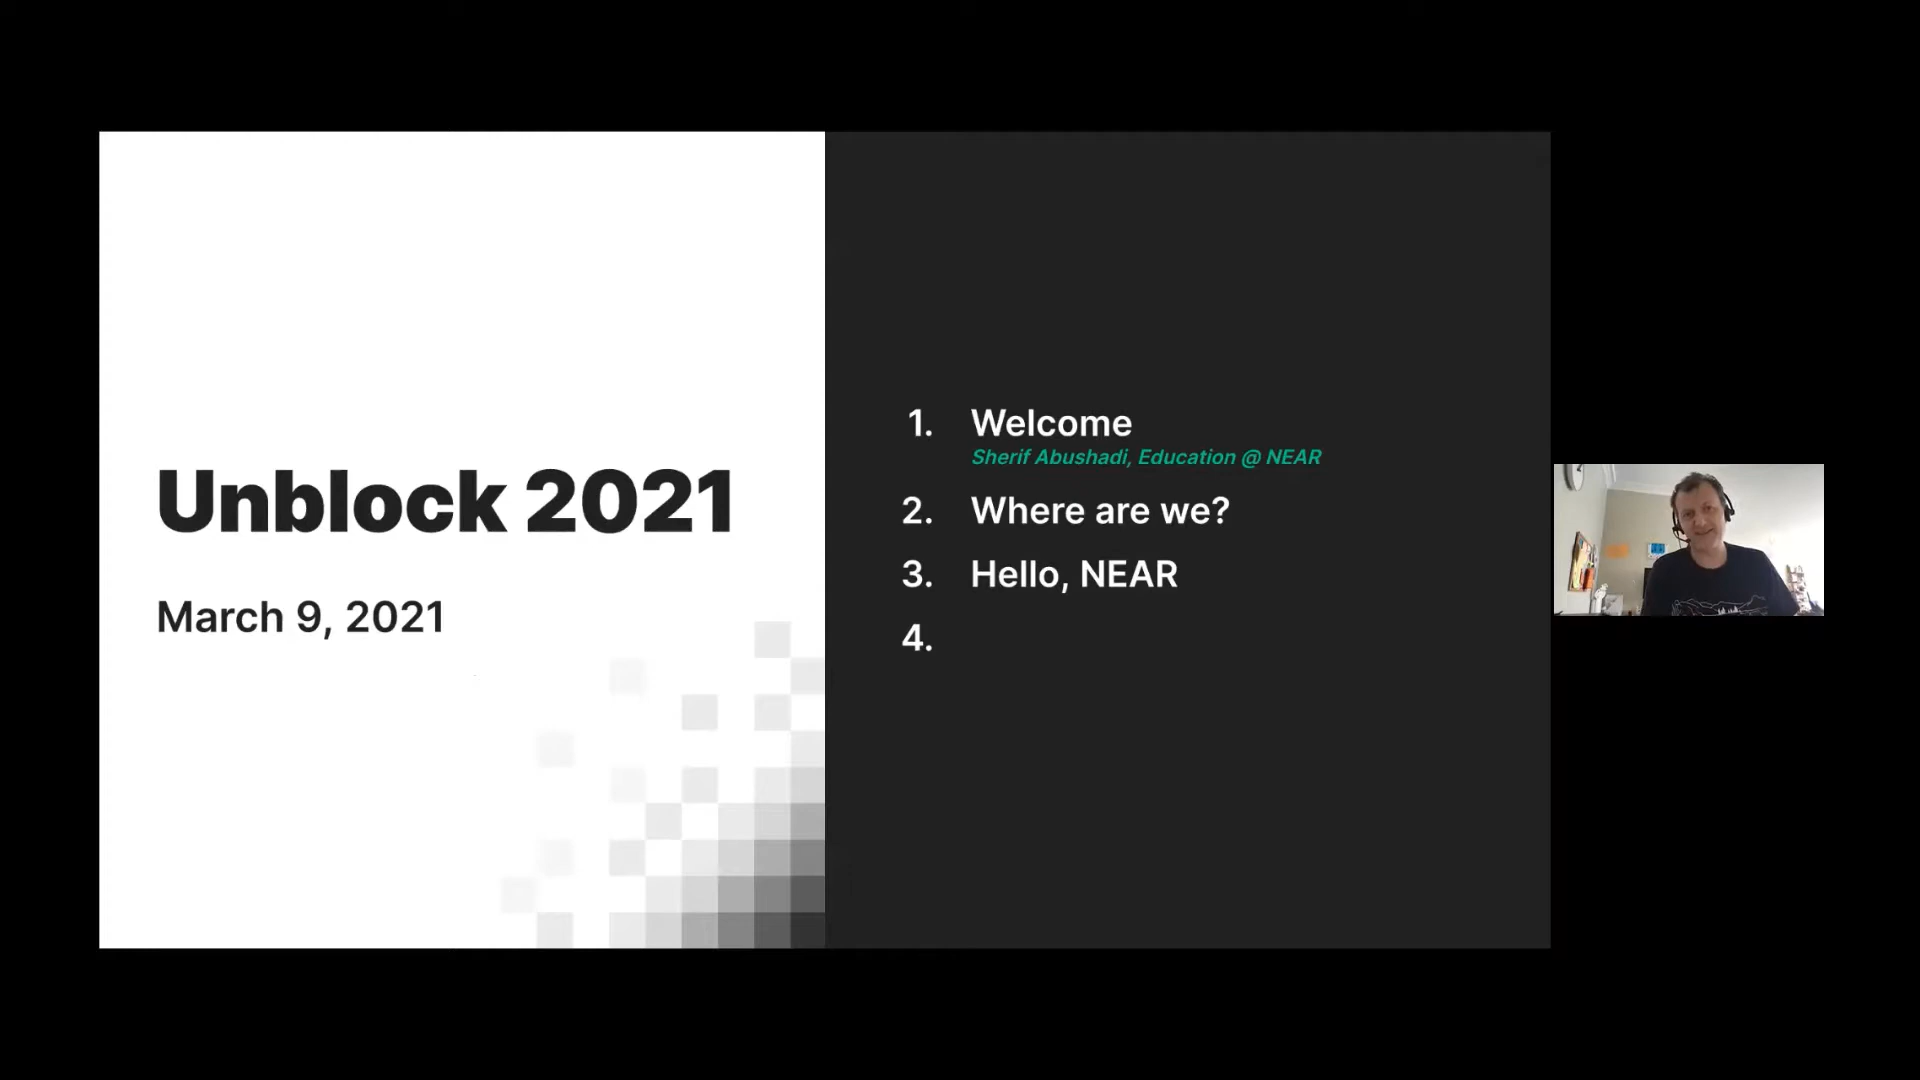 Unblock 2021
March 9, 2021
1. Welcome
Sherif Abushadi, Education @ NEAR
2. Where are we?
3. Hello, NEAR
4.